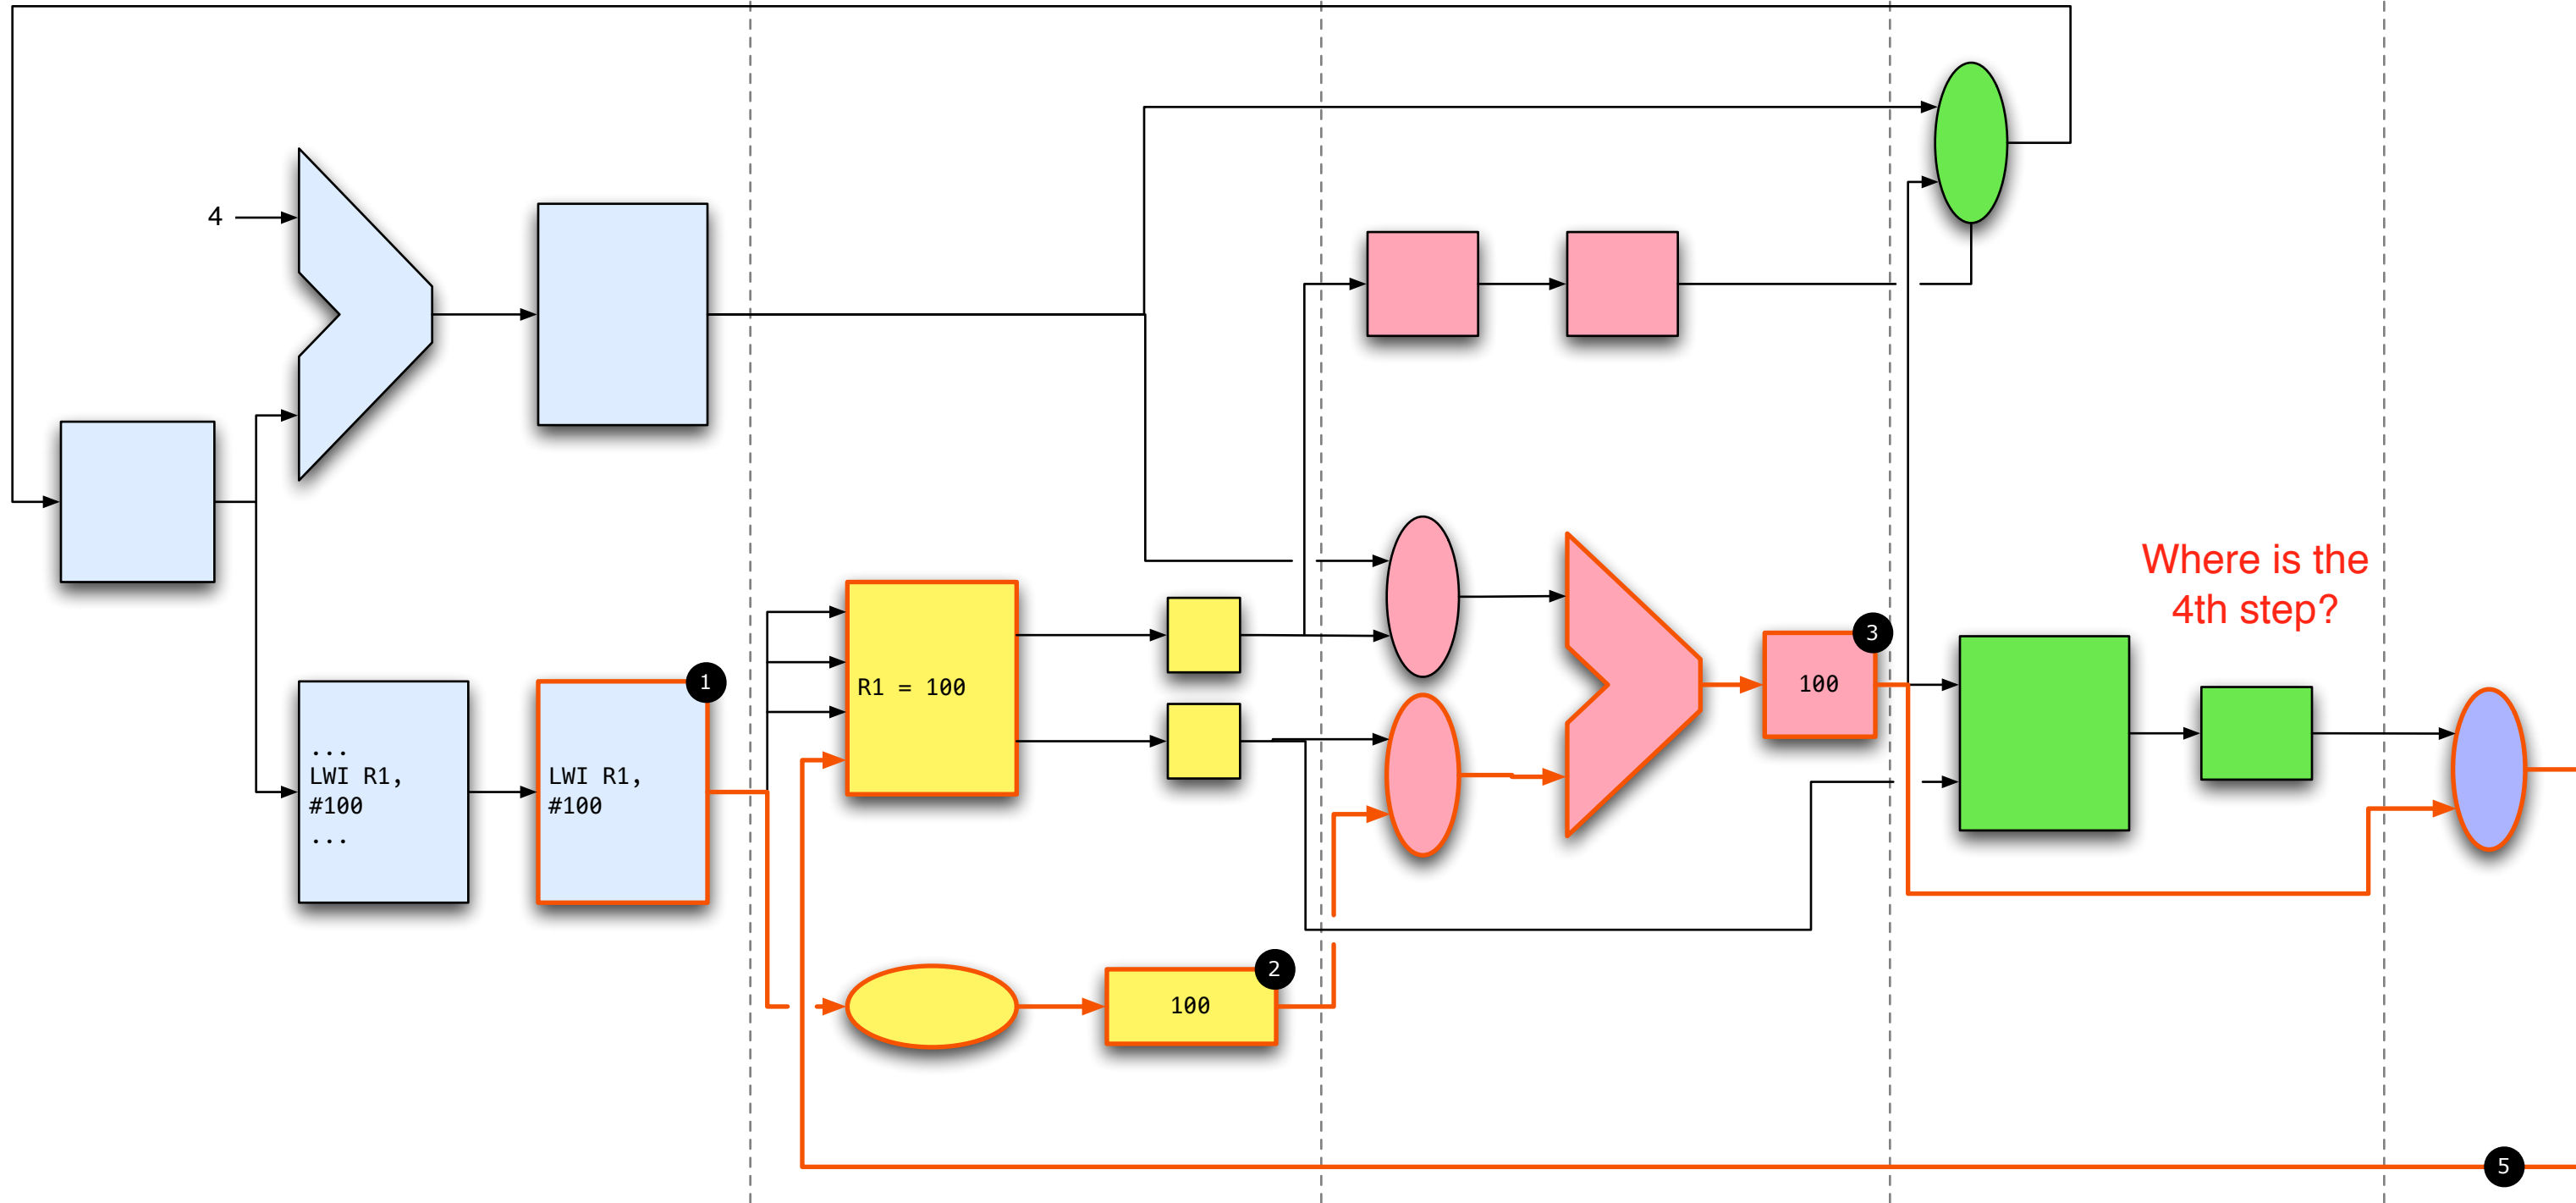 4
Where is the
4th step?
3
1
100
R1 = 100
...
LWI R1,
#100
...
LWI R1,
#100
2
100
5